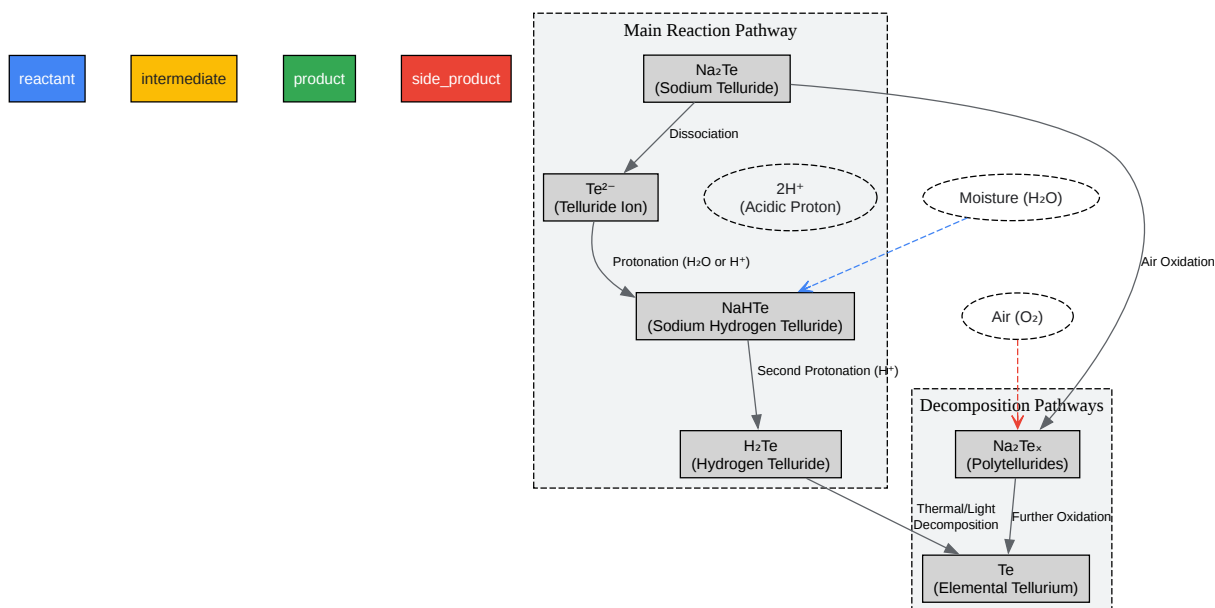 Main Reaction Pathway
reactant
intermediate
product
side_product
Na₂Te
(Sodium Telluride)
Dissociation
Te²⁻
(Telluride Ion)
2H⁺
(Acidic Proton)
Moisture (H₂O)
Protonation (H₂O or H⁺)
Air Oxidation
NaHTe
(Sodium Hydrogen Telluride)
Air (O₂)
Second Protonation (H⁺)
Decomposition Pathways
H₂Te
(Hydrogen Telluride)
Na₂Teₓ
(Polytellurides)
Thermal/Light
Decomposition
Further Oxidation
Te
(Elemental Tellurium)